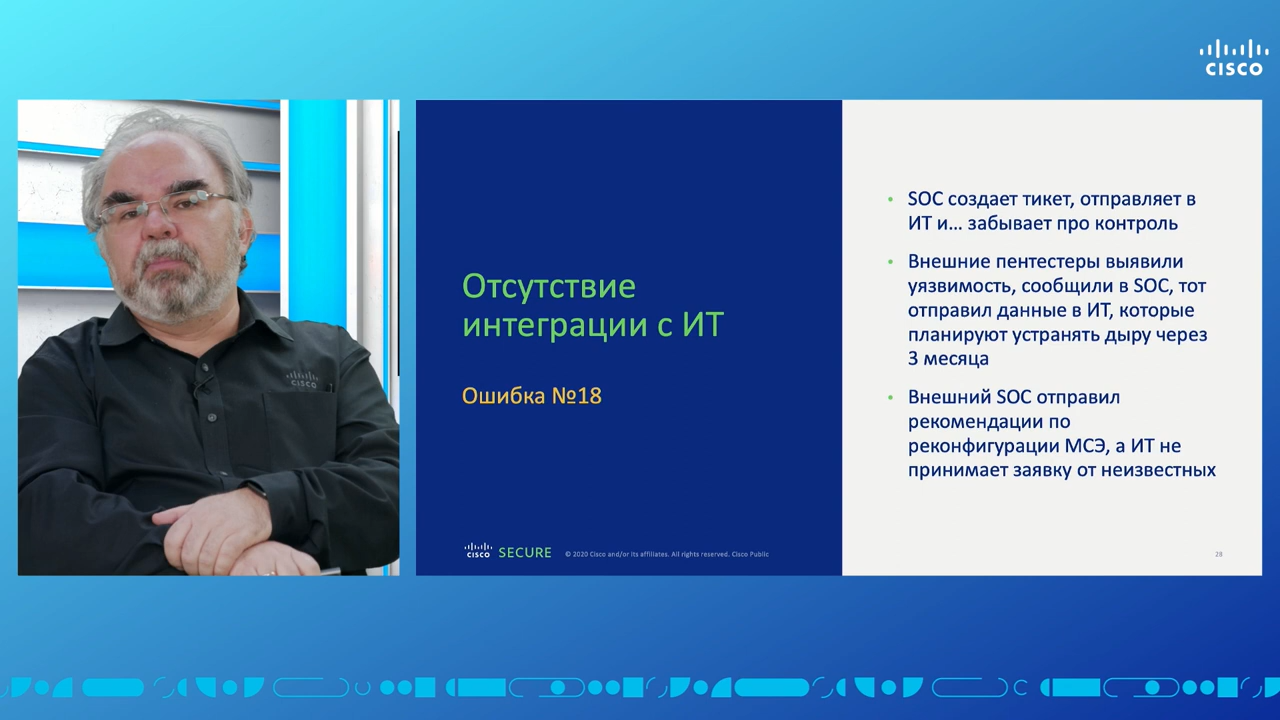 CISCO
CISCO
Отсутствие
интеграции с ИТ
Ошибка №18
CISCO SECURE © 2020 Cisco and/or its affiliates. All rights reserved. Cisco Public
• SOC создает тикет, отправляет в
ИТ и... забывает про контроль
• Внешние пентестеры выявили
уязвимость, сообщили в SOC, тот
отправил данные в ИТ, которые
планируют устранять дыру через
3 месяца
• Внешний SOC отправил
рекомендации по
реконфигурации МСЭ, а ИТ не
принимает заявку от неизвестных
28